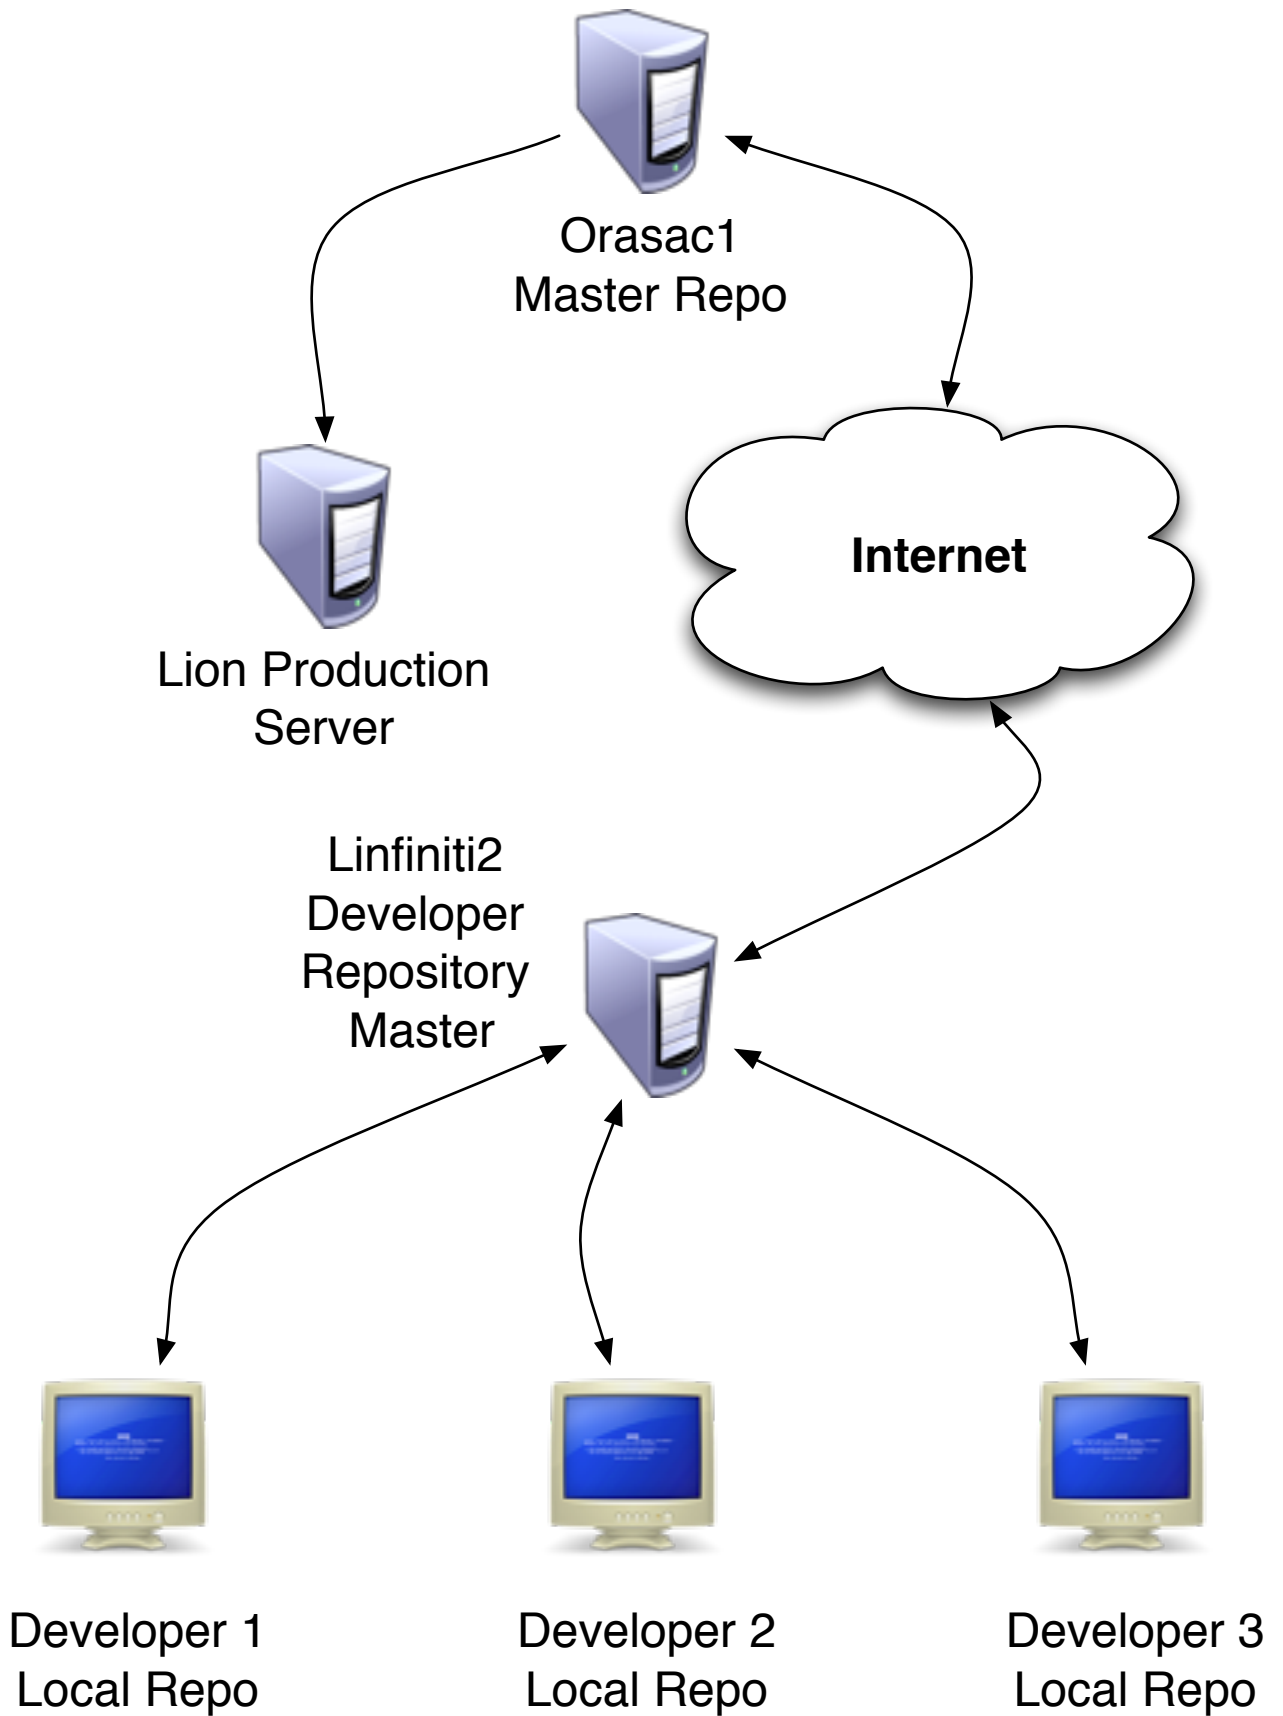 Orasac1
Master Repo
Internet
Lion Production
Server
Linfiniti2
Developer
Repository
Master
Developer 1
Local Repo
Developer 2
Local Repo
Developer 3
Local Repo